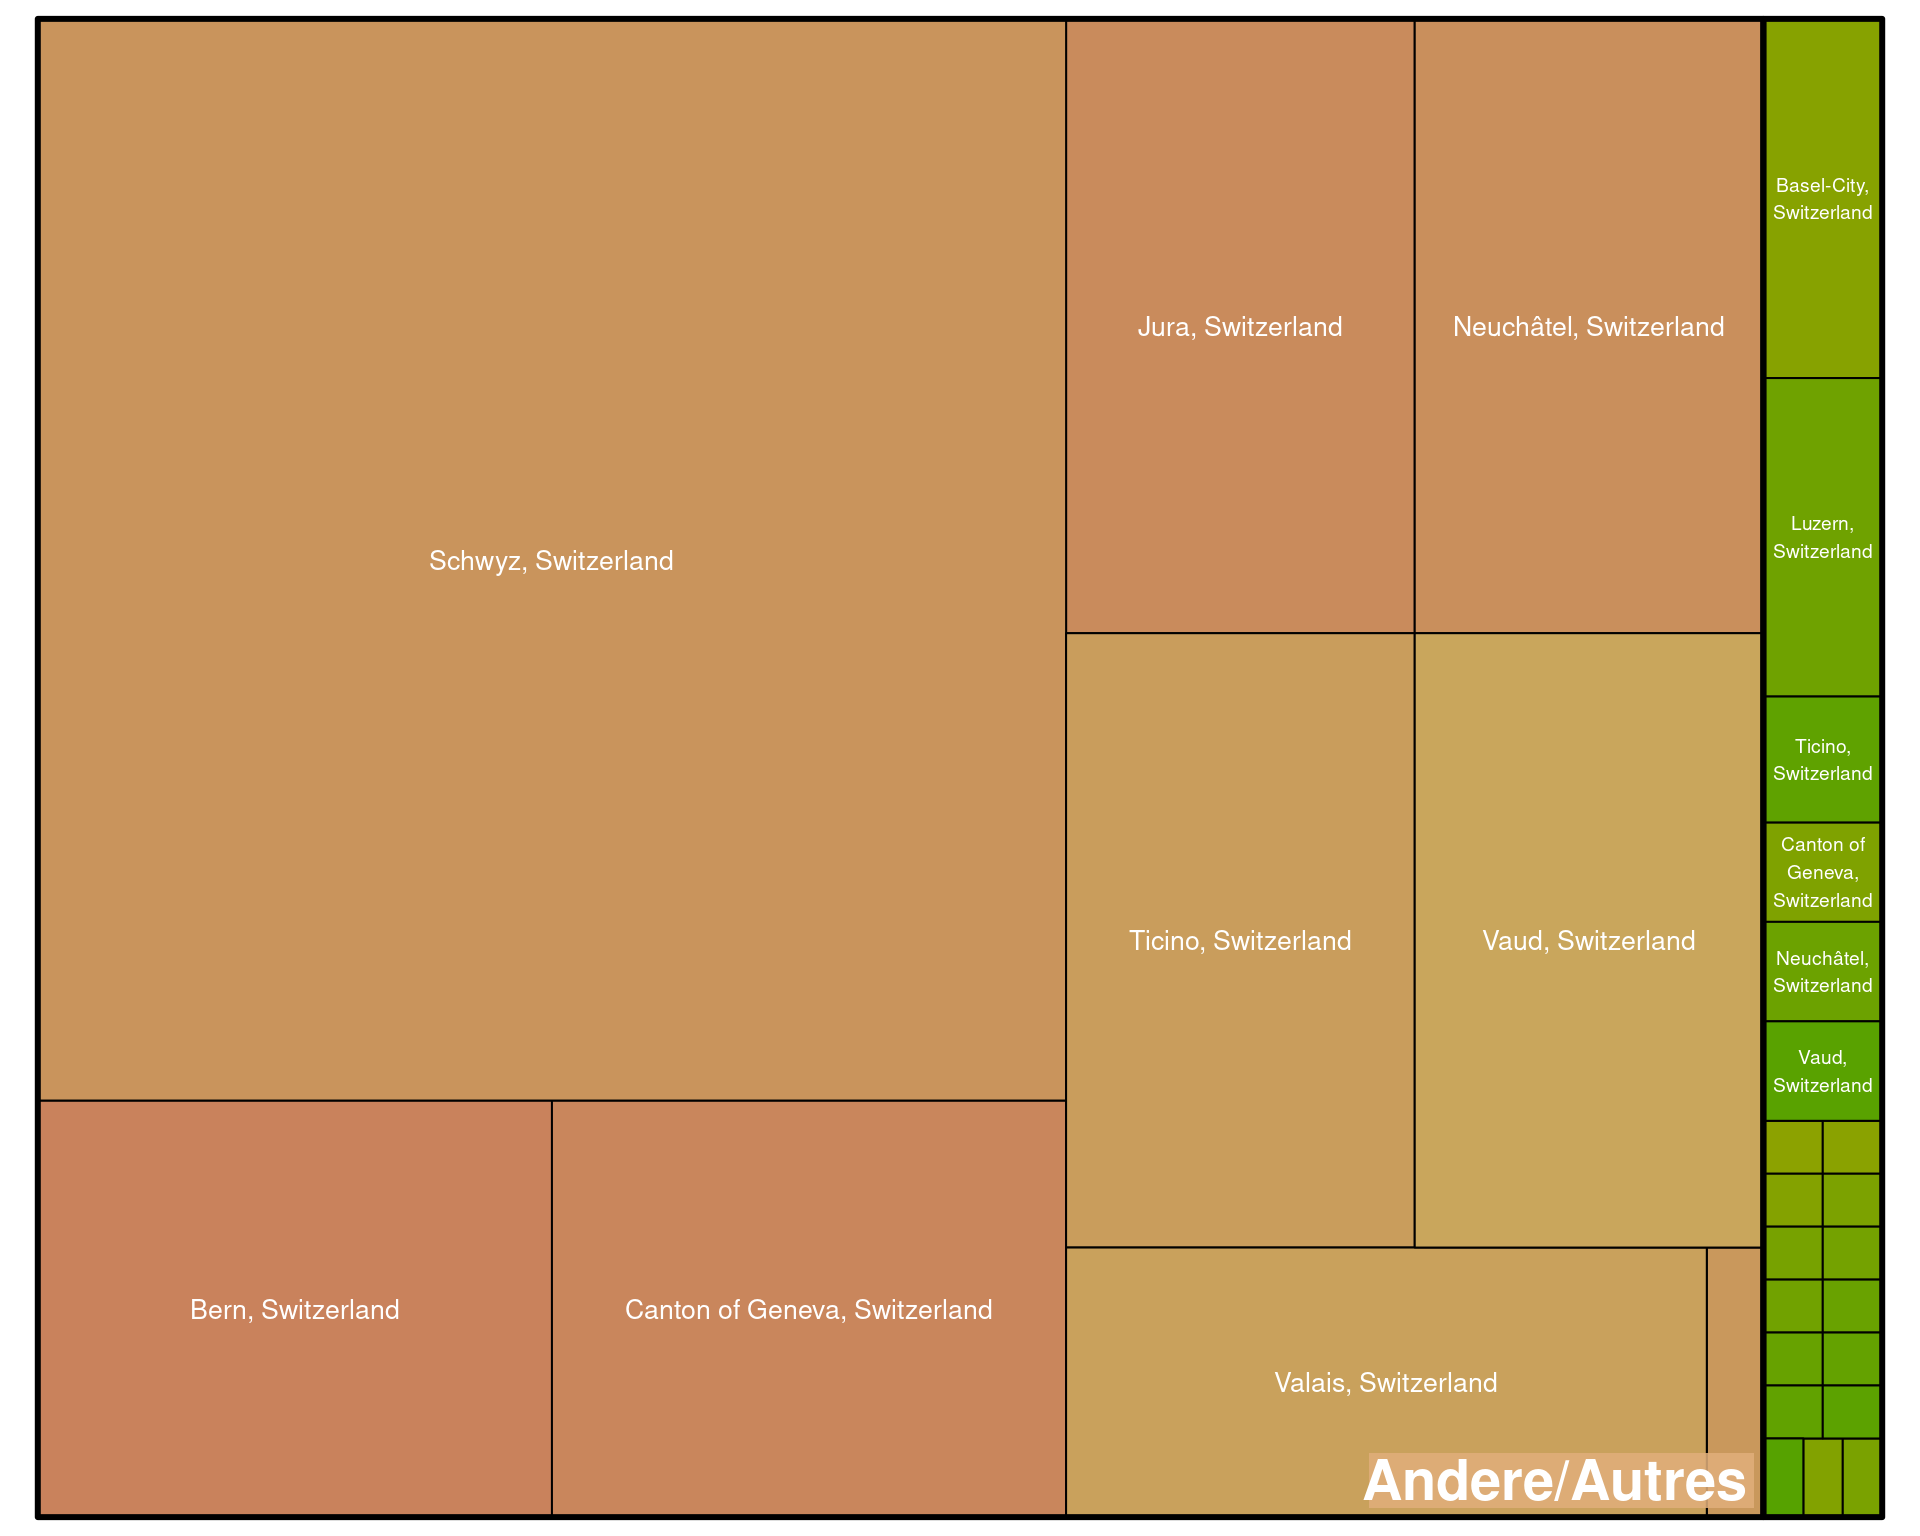 Schwyz, Switzerland
Jura, Switzerland
Neuchâtel, Switzerland
Ticino, Switzerland
Vaud, Switzerland
Bern, Switzerland
Canton of Geneva, Switzerland
Valais, Switzerland
Andere/Autres
Basel-City,
Switzerland
Luzern,
Switzerland
Ticino,
Switzerland
Canton of
Geneva,
Switzerland
Neuchâtel,
Switzerland
Vaud,
Switzerland